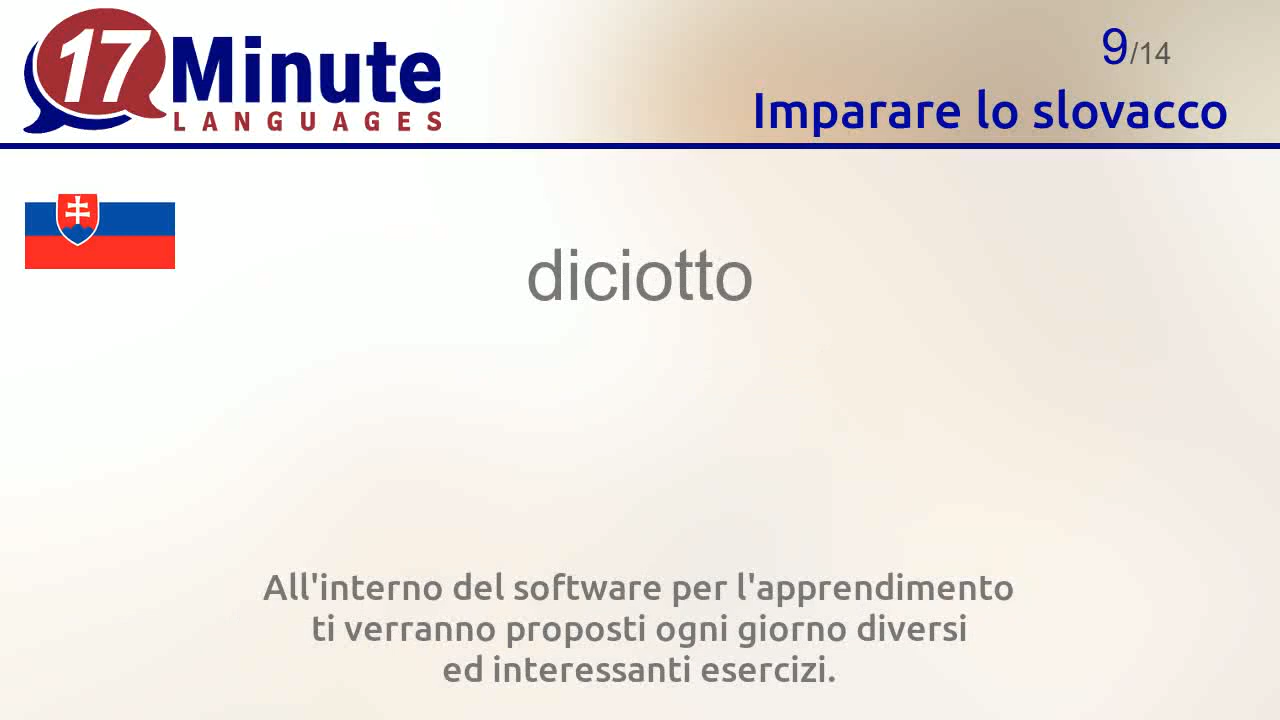 17 Minute
LANGUAGES
9/14
Imparare lo slovacco
diciotto
All'interno del software per l'apprendimento
ti verranno proposti ogni giorno diversi
ed interessanti esercizi.